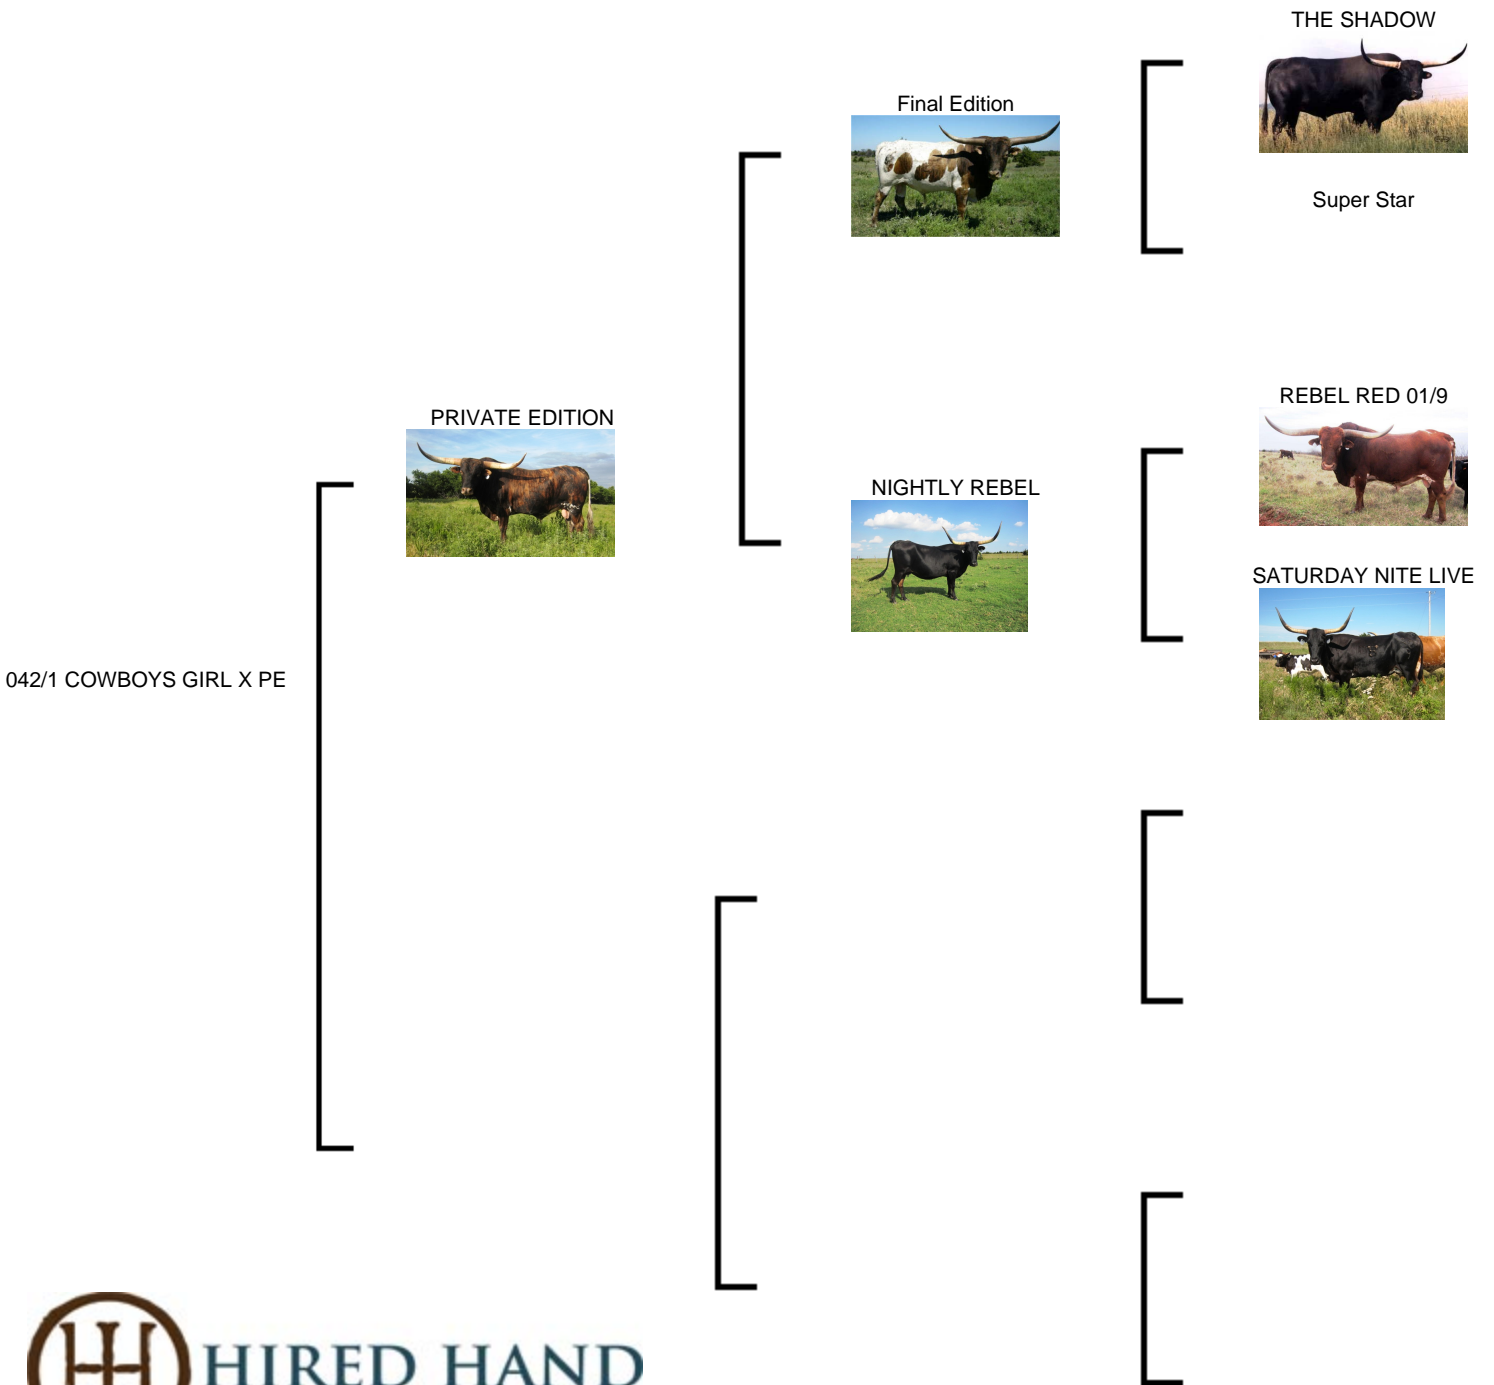 THE SHADOW
Final Edition
Super Star
REBEL RED 01/9
PRIVATE EDITION
NIGHTLY REBEL
SATURDAY NITE LIVE
042/1 COWBOYS GIRL X PE
HIRED HAND